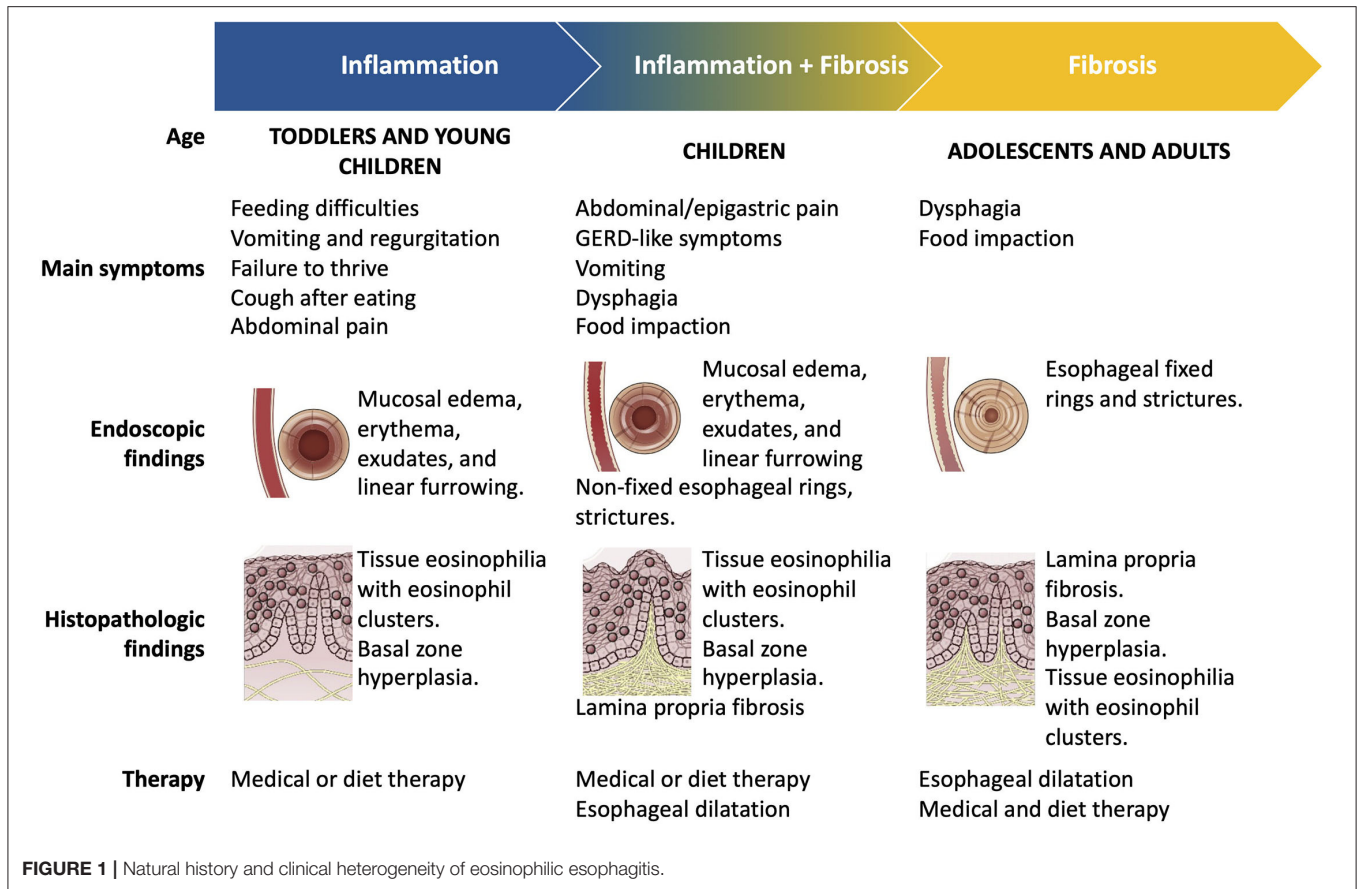 Inflammation
Inflammation + Fibrosis
Fibrosis
Age
TODDLERS AND YOUNG
CHILDREN
CHILDREN
ADOLESCENTS AND ADULTS
Main symptoms
Feeding difficulties
Vomiting and regurgitation
Failure to thrive
Cough after eating
Abdominal pain
Abdominal/epigastric pain
GERD-like symptoms
Vomiting
Dysphagia
Food impaction
Dysphagia
Food impaction
Endoscopic
findings
Mucosal edema,
erythema,
exudates, and
linear furrowing.
Mucosal edema,
erythema,
exudates, and
linear furrowing
Non-fixed esophageal rings,
strictures.
Esophageal fixed
rings and strictures.
Histopathologic
findings
Tissue eosinophilia
with eosinophil
clusters.
Basal zone
hyperplasia.
Tissue eosinophilia
with eosinophil
clusters.
Basal zone
hyperplasia.
Lamina propria fibrosis
Lamina propria
fibrosis.
Basal zone
hyperplasia.
Tissue eosinophilia
with eosinophil
clusters.
Therapy
Medical or diet therapy
Medical or diet therapy
Esophageal dilatation
Esophageal dilatation
Medical and diet therapy
FIGURE 1 | Natural history and clinical heterogeneity of eosinophilic esophagitis.